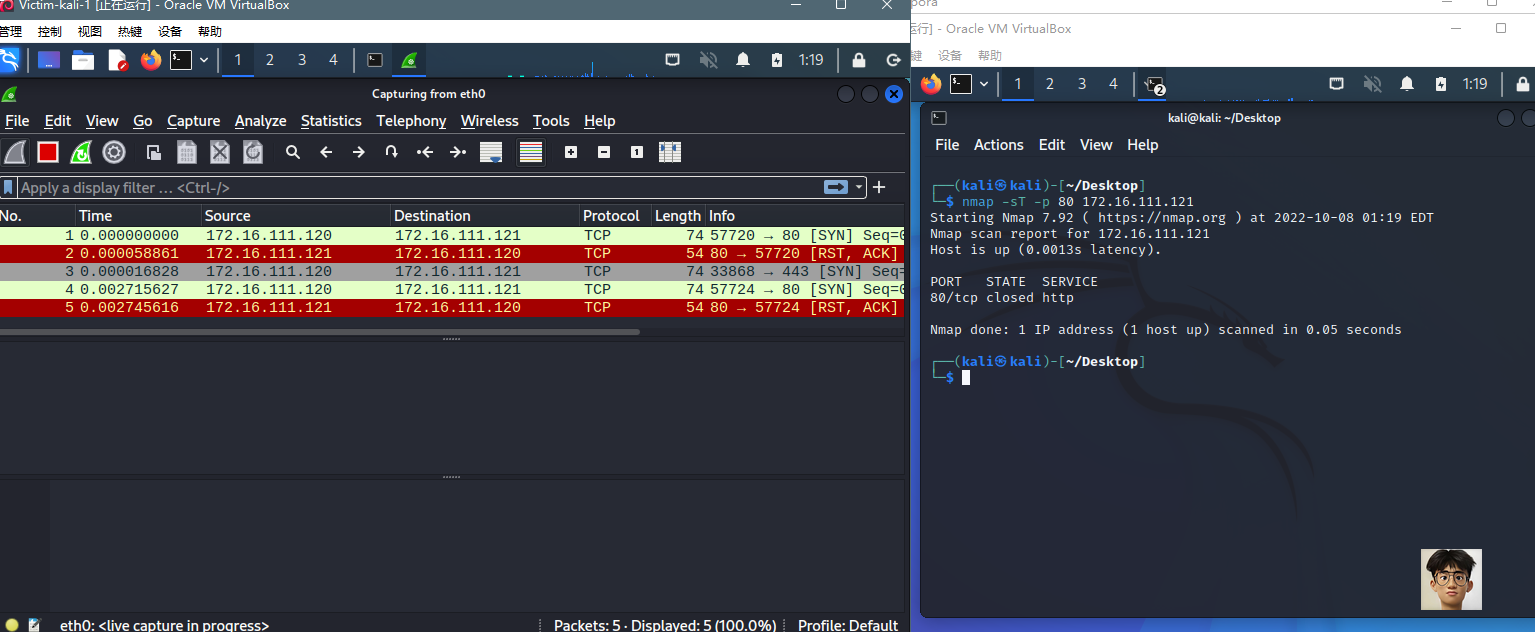 Victim-kali-1 [正在运行] - Oracle VM VirtualBox
管理 控制 视图 热键 设备 帮助
1 2 3 4 1:19
Capturing from eth0
File Edit View Go Capture Analyze Statistics Telephony Wireless Tools Help
Apply a display filter … <Ctrl-/>
No. Time Source Destination Protocol Length Info
1 0.000000000 172.16.111.120 172.16.111.121 TCP 74 57720 → 80 [SYN] Seq=0
2 0.000058861 172.16.111.121 172.16.111.120 TCP 54 80 → 57720 [RST, ACK]
3 0.000016828 172.16.111.120 172.16.111.121 TCP 74 33868 → 443 [SYN] Seq=
4 0.002715627 172.16.111.120 172.16.111.121 TCP 74 57724 → 80 [SYN] Seq=0
5 0.002745616 172.16.111.121 172.16.111.120 TCP 54 80 → 57724 [RST, ACK]
eth0: <live capture in progress>
Packets: 5 · Displayed: 5 (100.0%)
Profile: Default
pora
运行] - Oracle VM VirtualBox
键 设备 帮助
1 2 3 4 2 1:19
kali@kali: ~/Desktop
File Actions Edit View Help
┌──(kali㉿kali)-[~/Desktop]
└─$ nmap -sT -p 80 172.16.111.121
Starting Nmap 7.92 ( https://nmap.org ) at 2022-10-08 01:19 EDT
Nmap scan report for 172.16.111.121
Host is up (0.0013s latency).
PORT STATE SERVICE
80/tcp closed http
Nmap done: 1 IP address (1 host up) scanned in 0.05 seconds
┌──(kali㉿kali)-[~/Desktop]
└─$